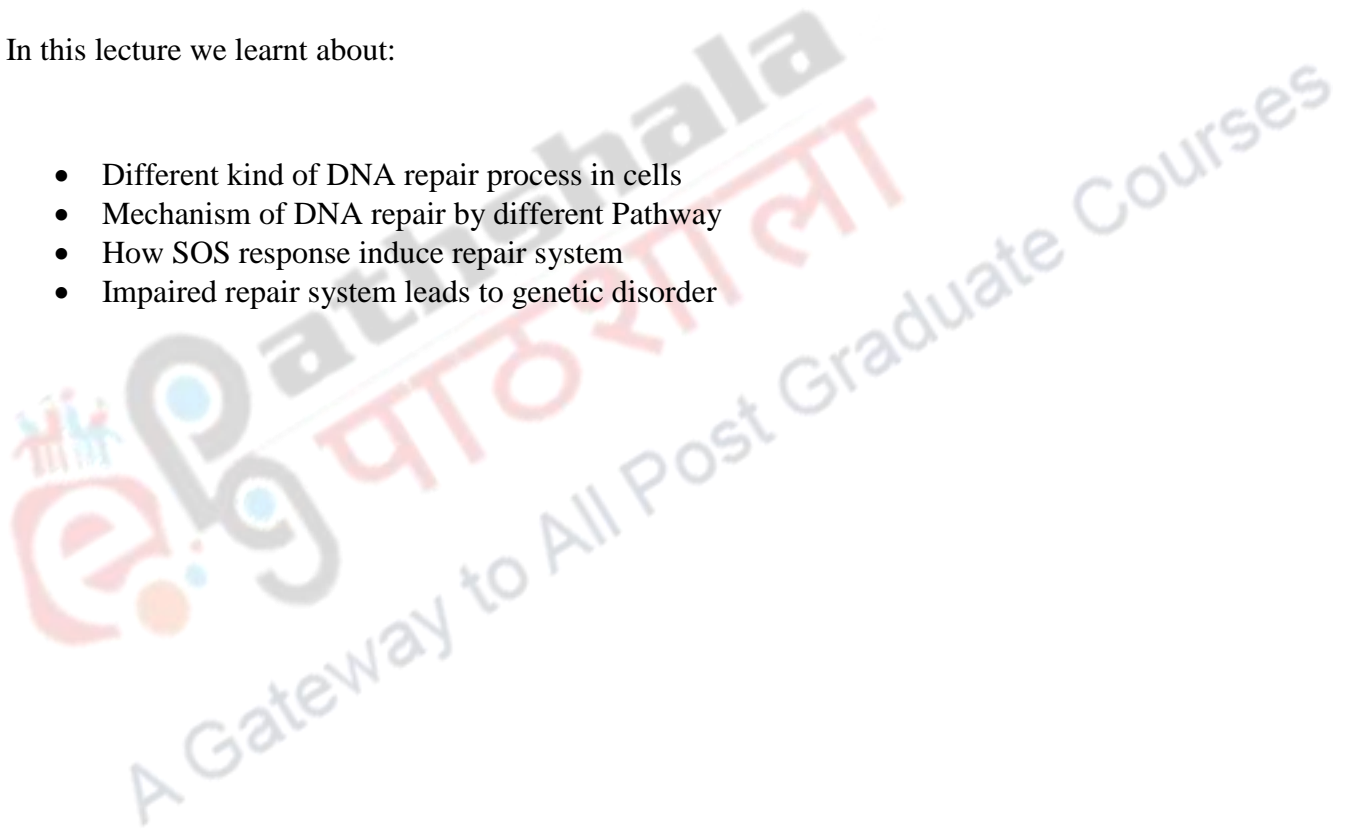 In this lecture we learnt about:
• Different kind of DNA repair process in cells
• Mechanism of DNA repair by different Pathway
• How SOS response induce repair system
• Impaired repair system leads to genetic disorder
epg Pathshala
पाठशाला
A Gateway to All Post Graduate Courses